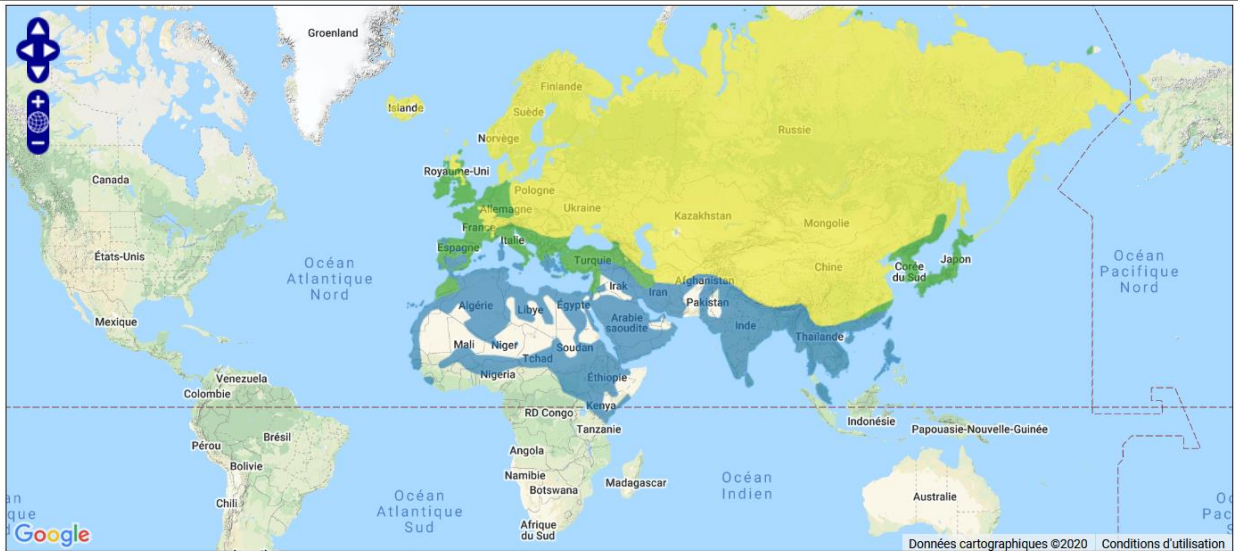 Groenland
Islande
Finlande
Suède
Norvège
Russie
Royaume-Uni
Canada
Pologne
Allemagne
Ukraine
France
Kazakhstan
Mongolie
Italie
Espagne
Turquie
États-Unis
Océan
Atlantique
Nord
Chine
Corée
du Sud
Japon
Océan
Pacifique
Nord
Afghanistan
Irak
Iran
Pakistan
Algérie
Libye
Égypte
Arabie
saoudite
Mexique
Inde
Thaïlande
Mali
Niger
Soudan
Tchad
Nigeria
Éthiopie
Venezuela
Colombie
Kenya
RD Congo
Tanzanie
Indonésie
Papouasie-Nouvelle-Guinée
Pérou
Brésil
Bolivie
Angola
Namibie
Botswana
Madagascar
Océan
Indien
Australie
Chili
Océan
Atlantique
Sud
Afrique
du Sud
Google
Données cartographiques ©2020 Conditions d'utilisation